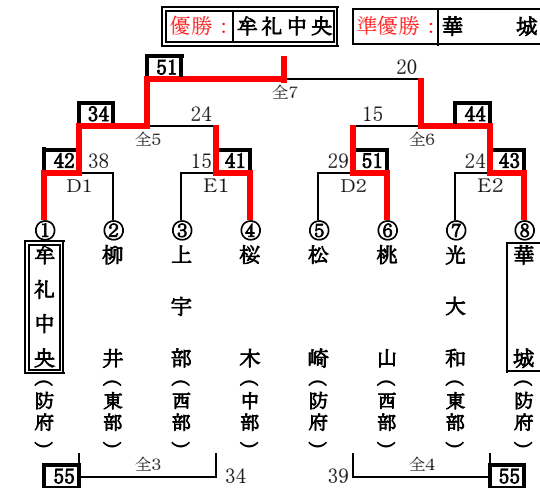 優勝：牟礼中央 準優勝：華 城
51 20
全7
34 24 15 44
全5 全6
42 38 15 41 29 51 24 43
D1 E1 D2 E2
① ② ③ ④ ⑤ ⑥ ⑦ ⑧
牟礼中央（防府）
柳井（東部）
上宇部（西部）
桜木（中部）
松崎（防府）
桃山（西部）
光大和（東部）
華城（防府）
全3 全4
55 34 39 55